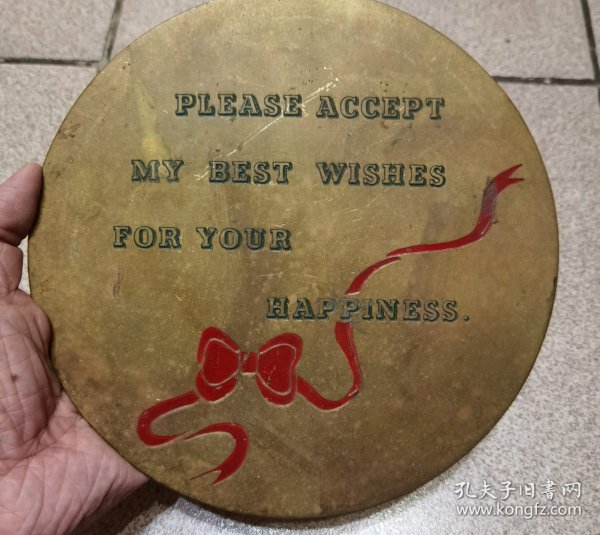 PLEASE ACCEPT
MY BEST WISHES
FOR YOUR
HAPPINESS.
孔夫子旧书网
www.kongfz.com